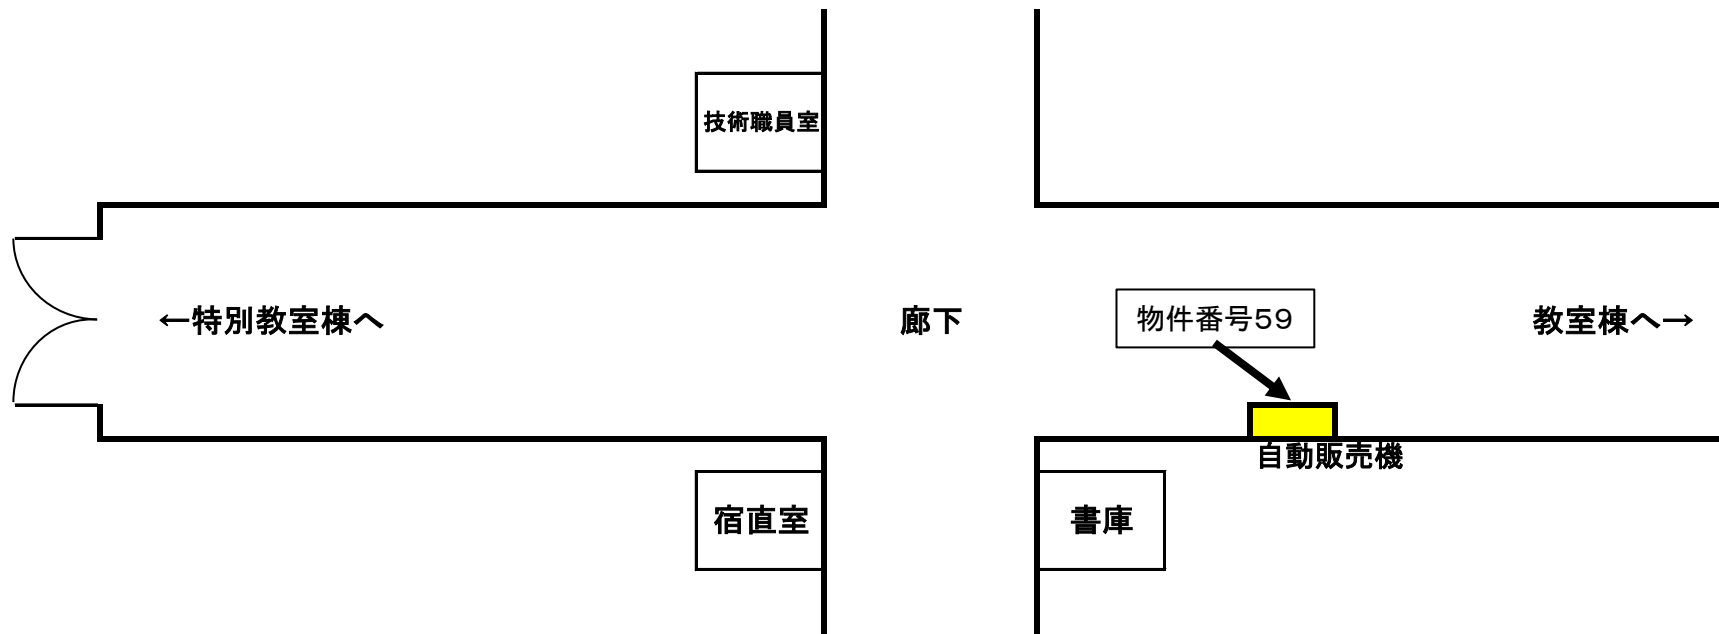 技術職員室
←特別教室棟へ
廊下
物件番号59
教室棟へ→
自動販売機
宿直室
書庫